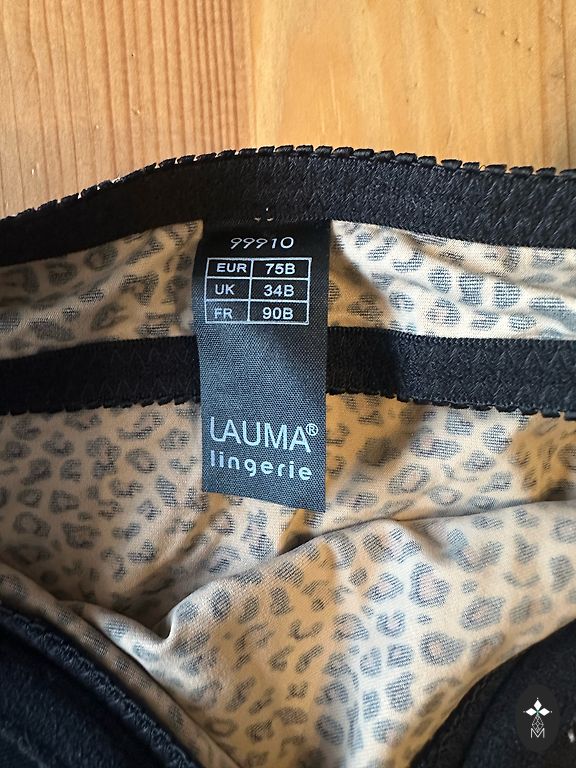 99910
EUR 75B
UK 34B
FR 90B
LAUMA®
lingerie
M